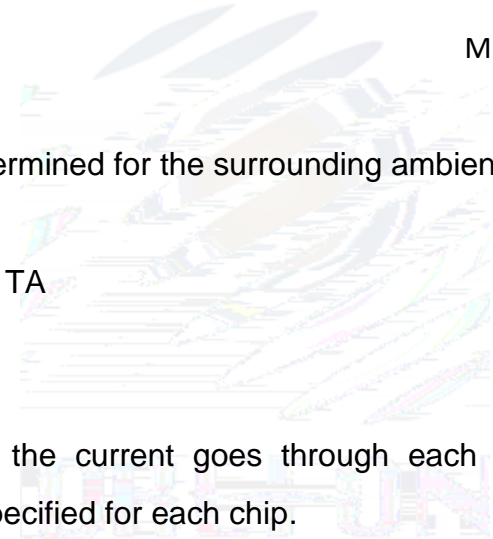 M
ermined for the surrounding ambien
TA
the current goes through each
pecified for each chip.